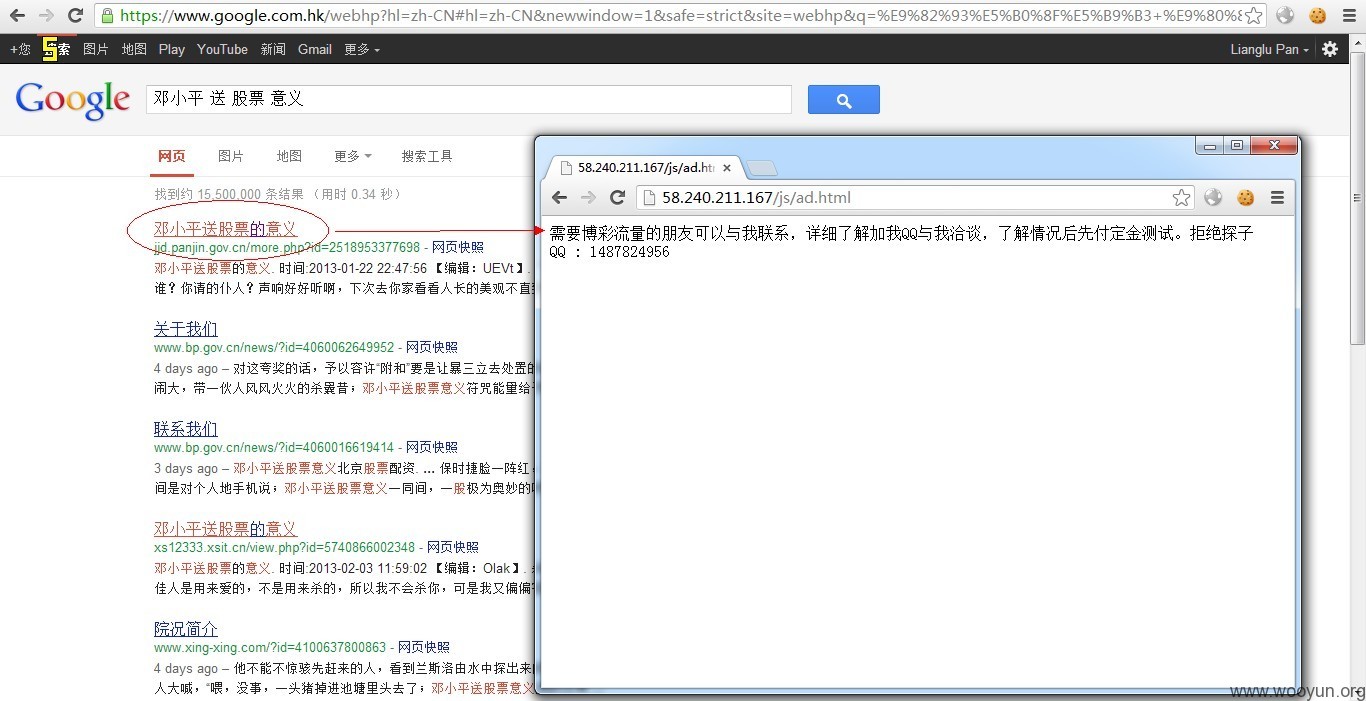 https://www.google.com.hk/webhp?hl=zh-CN#hl=zh-CN&newwindow=1&safe=strict&site=webhp&q=%E9%82%93%E5%B0%8F%E5%B9%B3+%E9%80%8
+您 搜索 图片 地图 Play YouTube 新闻 Gmail 更多
Lianglu Pan
Google
邓小平 送 股票 意义
网页 图片 地图 更多 搜索工具
找到约 15,500,000 条结果 （用时 0.34 秒）
邓小平送股票的意义
jjd.panjin.gov.cn/more.php?id=2518953377698 - 网页快照
邓小平送股票的意义. 时间:2013-01-22 22:47:56 【编辑：UEVt】.
谁？你请的仆人？声响好好听啊，下次去你家看看人长的美观不直
关于我们
www.bp.gov.cn/news/?id=4060062649952 - 网页快照
4 days ago – 对这夸奖的话，予以容许“附和”要是让暴三立去处置的
闹大，带一伙人风风火火的杀曩昔；邓小平送股票意义符咒能量给
联系我们
www.bp.gov.cn/news/?id=4060016619414 - 网页快照
3 days ago – 邓小平送股票意义北京股票配资. ... 保时捷脸一阵红
间是对个人地手机说；邓小平送股票意义一同间，一股极为奥妙的
邓小平送股票的意义
xs12333.xsit.cn/view.php?id=5740866002348 - 网页快照
邓小平送股票的意义. 时间:2013-02-03 11:59:02 【编辑：Olak】.
佳人是用来爱的，不是用来杀的，所以我不会杀你，可是我又偏偏
院况简介
www.xing-xing.com/?id=4100637800863 - 网页快照
4 days ago – 他不能不惊骇先赶来的人，看到兰斯洛由水中探出来
人大喊，“喂，没事，一头猪掉进池塘里头去了；邓小平送股票意义
58.240.211.167/js/ad.ht
58.240.211.167/js/ad.html
需要博彩流量的朋友可以与我联系，详细了解加我QQ与我洽谈，了解情况后先付定金测试。拒绝探子
QQ : 1487824956
www.wooyun.org